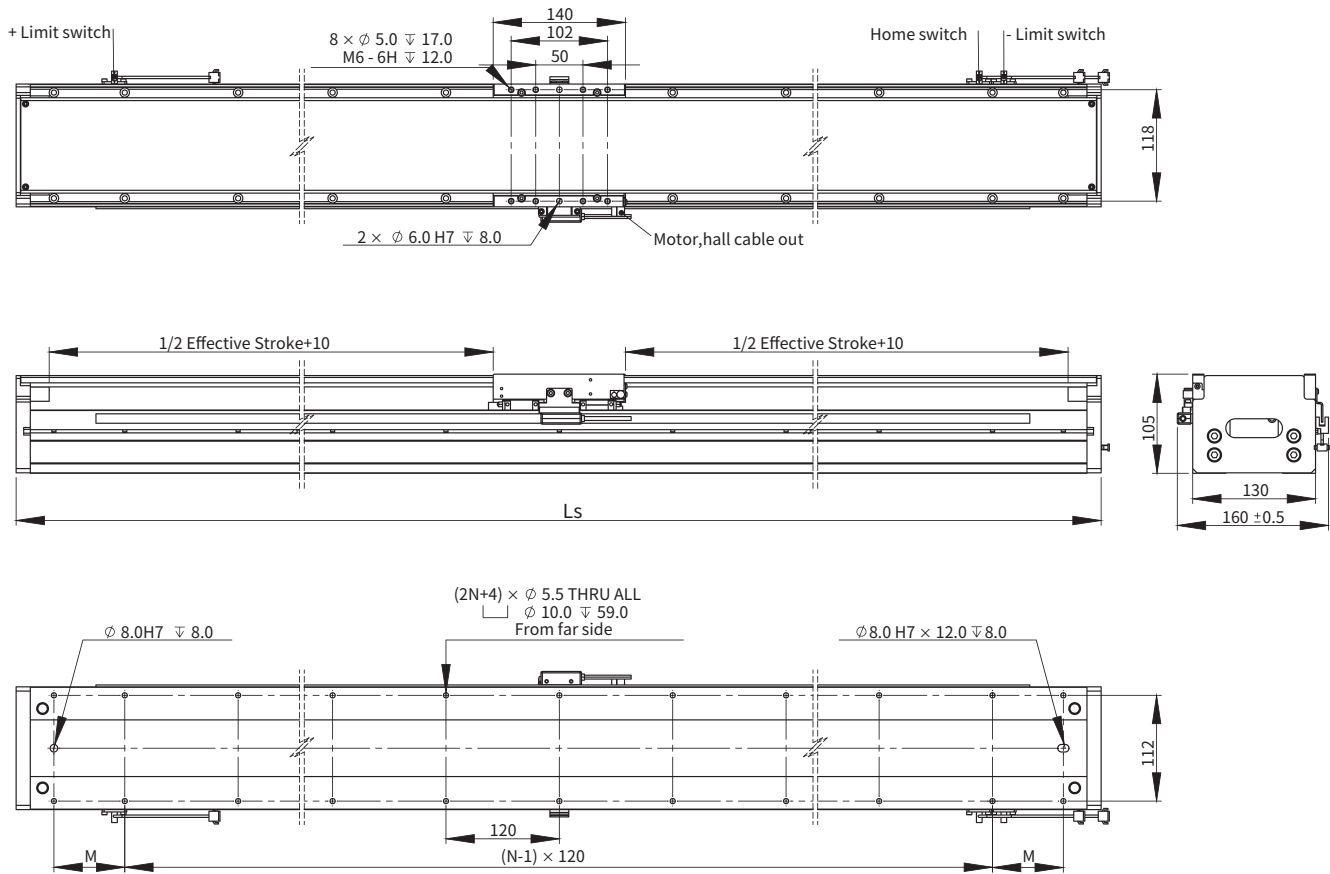 140
+ Limit switch
8 × ⌀ 5.0 ↧ 17.0
102
Home switch
- Limit switch
M6 - 6H ↧ 12.0
50
118
2 × ⌀ 6.0 H7 ↧ 8.0
Motor,hall cable out
1/2 Effective Stroke+10
1/2 Effective Stroke+10
105
130
Ls
160 ±0.5
(2N+4) × ⌀ 5.5 THRU ALL
⌴ ⌀ 10.0 ↧ 59.0
From far side
⌀ 8.0H7 ↧ 8.0
⌀8.0 H7 × 12.0 ↧8.0
112
120
M
(N-1) × 120
M